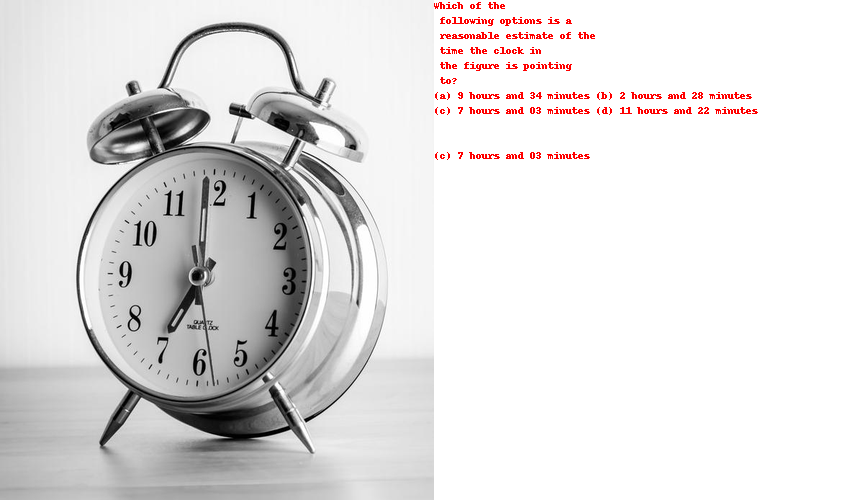 Which of the
following options is a
reasonable estimate of the
time the clock in
the figure is pointing
to?
(a) 9 hours and 34 minutes (b) 2 hours and 28 minutes
(c) 7 hours and 03 minutes (d) 11 hours and 22 minutes
(c) 7 hours and 03 minutes
11 2 1
10 2
9 3
8 4
7 6 5
QUARTZ
TABLE CLOCK